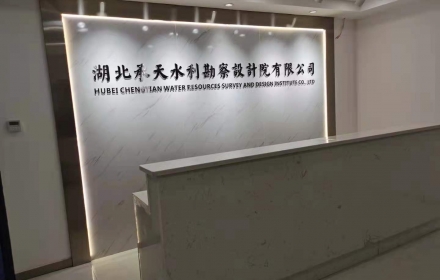 湖北承天水利勘察設計院有限公司
HUBEI CHENGTIAN WATER RESOURCES SURVEY AND DESIGN INSTITUTE CO., LTD